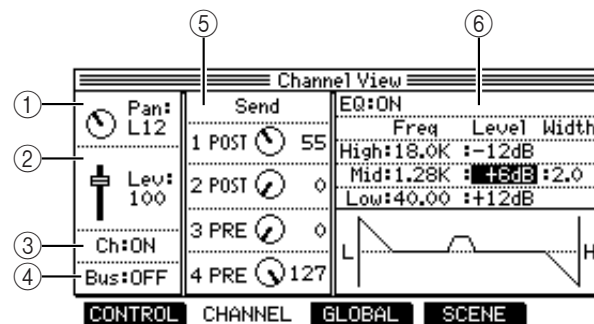 ⑤ ⑥
Channel View
① Pan:
L12
② Lev:
100
③ Ch:ON
④ Bus:OFF
Send
1 POST 55
2 POST 0
3 PRE 0
4 PRE 127
EQ:ON
Freq Level Width
High:18.0K :-12dB
Mid:1.28K :+6dB :2.0
Low:40.00 :+12dB
L H
CONTROL CHANNEL GLOBAL SCENE